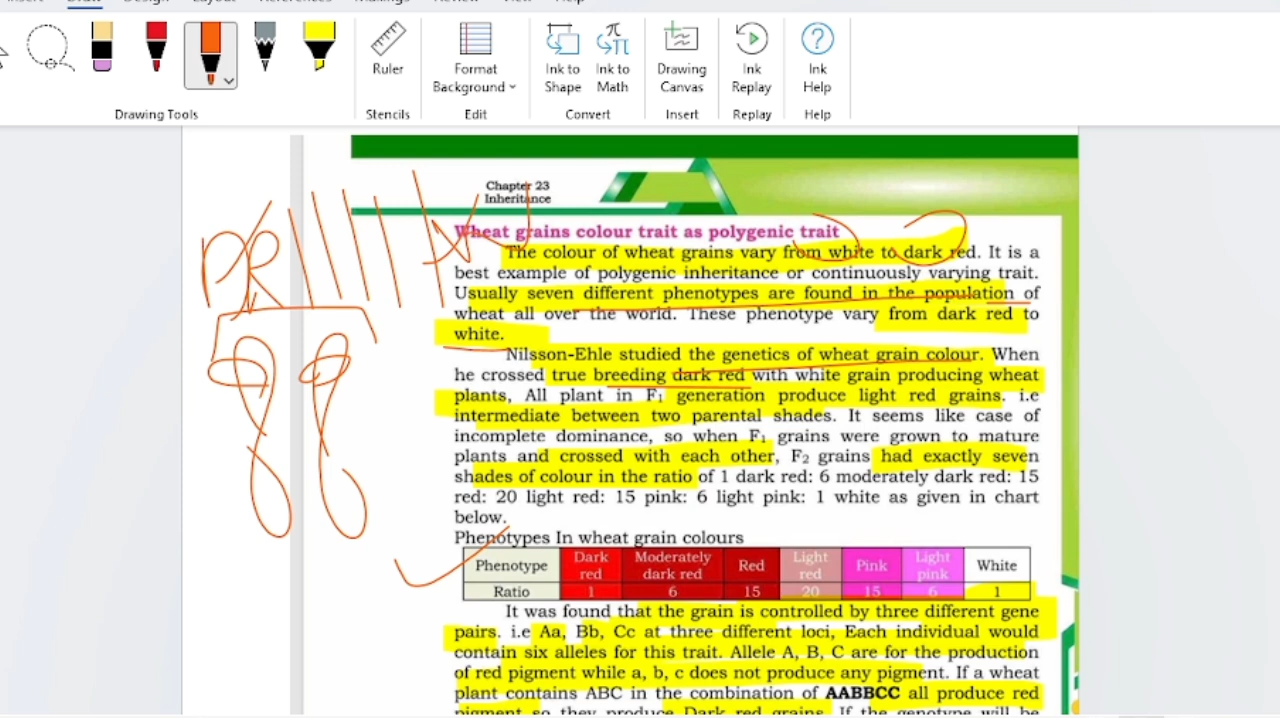 Draw
Ruler
Format
Background
Ink to
Shape
Ink to
Math
Drawing
Canvas
Ink
Replay
Ink
Help
Drawing Tools
Stencils
Edit
Convert
Insert
Replay
Help
Chapter 23
Inheritance
Wheat grains colour trait as polygenic trait
The colour of wheat grains vary from white to dark red. It is a
best example of polygenic inheritance or continuously varying trait.
Usually seven different phenotypes are found in the population of
wheat all over the world. These phenotype vary from dark red to
white.
Nilsson-Ehle studied the genetics of wheat grain colour. When
he crossed true breeding dark red with white grain producing wheat
plants, All plant in F₁ generation produce light red grains. i.e
intermediate between two parental shades. It seems like case of
incomplete dominance, so when F₁ grains were grown to mature
plants and crossed with each other, F₂ grains had exactly seven
shades of colour in the ratio of 1 dark red: 6 moderately dark red: 15
red: 20 light red: 15 pink: 6 light pink: 1 white as given in chart
below.
Phenotypes In wheat grain colours
Phenotype Dark red Moderately dark red Red Light red Pink Light pink White
Ratio 1 6 15 20 15 6 1
It was found that the grain is controlled by three different gene
pairs. i.e Aa, Bb, Cc at three different loci, Each individual would
contain six alleles for this trait. Allele A, B, C are for the production
of red pigment while a, b, c does not produce any pigment. If a wheat
plant contains ABC in the combination of AABBCC all produce red
pigment so they produce Dark red grains. If the genotype will be